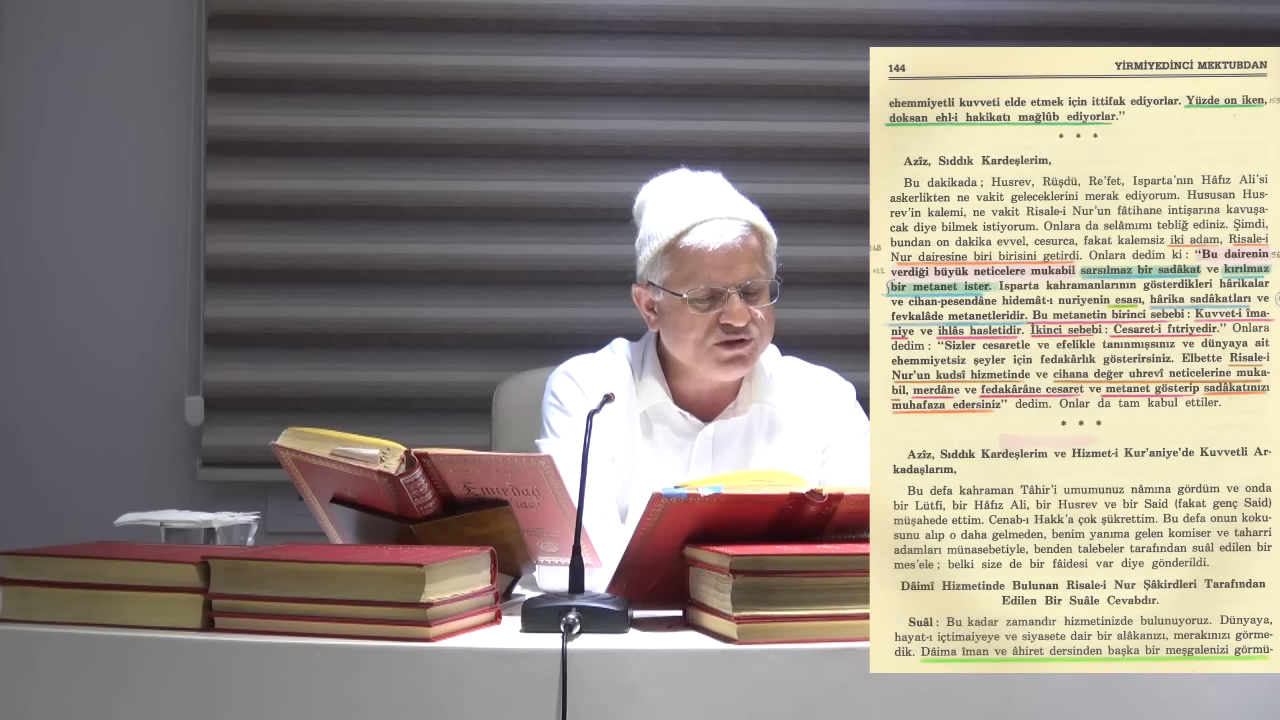 Emirdağ
144 YİRMİYEDİNCİ MEKTUBDAN
ehemmiyetli kuvveti elde etmek için ittifak ediyorlar. Yüzde on iken,
doksan ehl-i hakikatı mağlûb ediyorlar."
* * *
Azîz, Sıddık Kardeşlerim,
Bu dakikada ; Husrev, Rüşdü, Re'fet, Isparta'nın Hâfız Ali'si
askerlikten ne vakit geleceklerini merak ediyorum. Hususan Hus-
rev'in kalemi, ne vakit Risale-i Nur'un fâtihane intişarına kavuşa-
cak diye bilmek istiyorum. Onlara da selâmımı tebliğ ediniz. Şimdi,
bundan on dakika evvel, cesurca, fakat kalemsiz iki adam, Risale-i
Nur dairesine biri birisini getirdi. Onlara dedim ki : "Bu dairenin
verdiği büyük neticelere mukabil sarsılmaz bir sadâkat ve kırılmaz
bir metanet ister. Isparta kahramanlarının gösterdikleri hârikalar
ve cihan-pesendâne hidemât-ı nuriyenin esası, hârika sadâkatları ve
fevkalâde metanetleridir. Bu metanetin birinci sebebi : Kuvvet-i îma-
niye ve ihlâs hasletidir. İkinci sebebi : Cesaret-i fıtriyedir." Onlara
dedim : "Sizler cesaretle ve efelikle tanınmışsınız ve dünyaya ait
ehemmiyetsiz şeyler için fedakârlık gösterirsiniz. Elbette Risale-i
Nur'un kudsî hizmetinde ve cihana değer uhrevî neticelerine muka-
bil, merdâne ve fedakârâne cesaret ve metanet gösterip sadâkatınızı
muhafaza edersiniz" dedim. Onlar da tam kabul ettiler.
* * *
Azîz, Sıddık Kardeşlerim ve Hizmet-i Kur'aniye'de Kuvvetli Ar-
kadaşlarım,
Bu defa kahraman Tâhir'i umumunuz nâmına gördüm ve onda
bir Lütfi, bir Hâfız Ali, bir Husrev ve bir Said (fakat genç Said)
müşahede ettim. Cenab-ı Hakk'a çok şükrettim. Bu defa onun koku-
sunu alıp o daha gelmeden, benim yanıma gelen komiser ve taharri
adamları münasebetiyle, benden talebeler tarafından suâl edilen bir
mes'ele ; belki size de bir fâidesi var diye gönderildi.
Dâimî Hizmetinde Bulunan Risale-i Nur Şâkirdleri Tarafından
Edilen Bir Suâle Cevabdır.
Suâl : Bu kadar zamandır hizmetinizde bulunuyoruz. Dünyaya,
hayat-ı içtimaiyeye ve siyasete dair bir alâkanızı, merakınızı görme-
dik. Dâima îman ve âhiret dersinden başka bir meşgalenizi görmü-